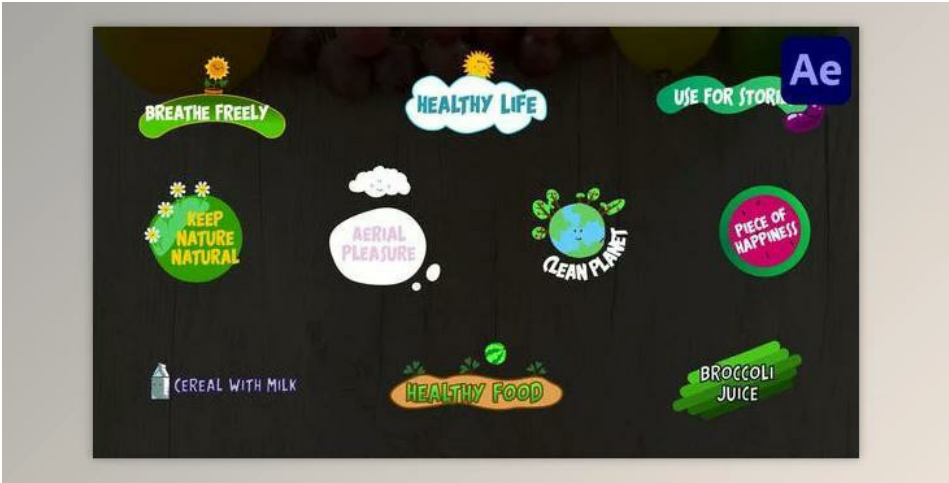 BREATHE FREELY
HEALTHY LIFE
USE FOR
Ae
KEEP
NATURE
NATURAL
AERIAL
PLEASURE
CLEAN PLANET
PIECE OF
HAPPINESS
CEREAL WITH MILK
HEALTHY FOOD
BROCCOLI
JUICE